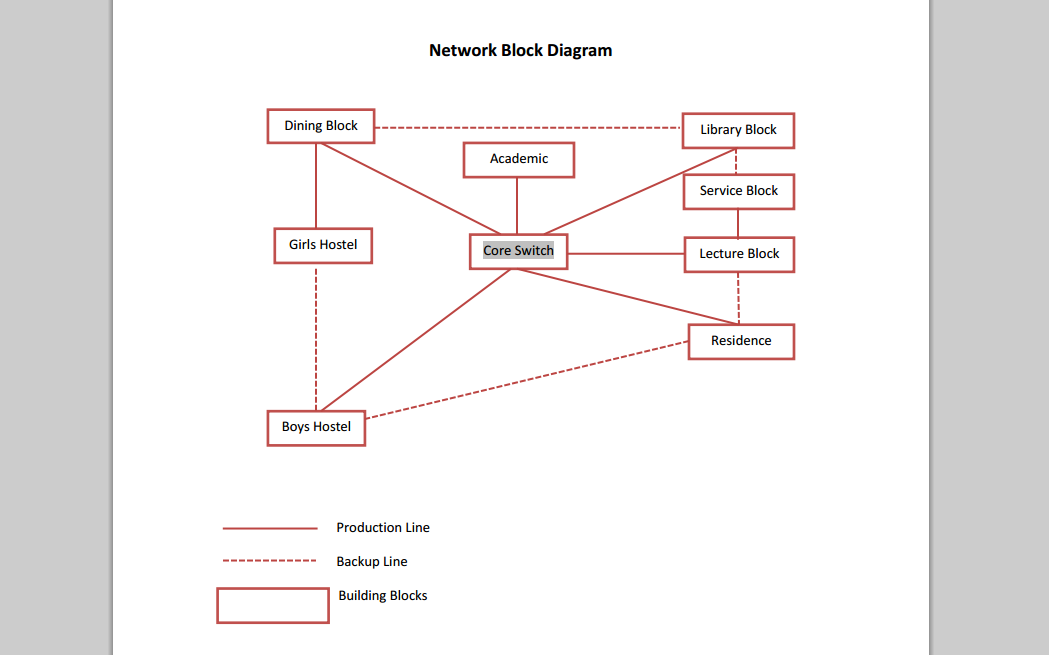 Network Block Diagram
Dining Block
Library Block
Academic
Service Block
Girls Hostel
Core Switch
Lecture Block
Residence
Boys Hostel
Production Line
Backup Line
Building Blocks